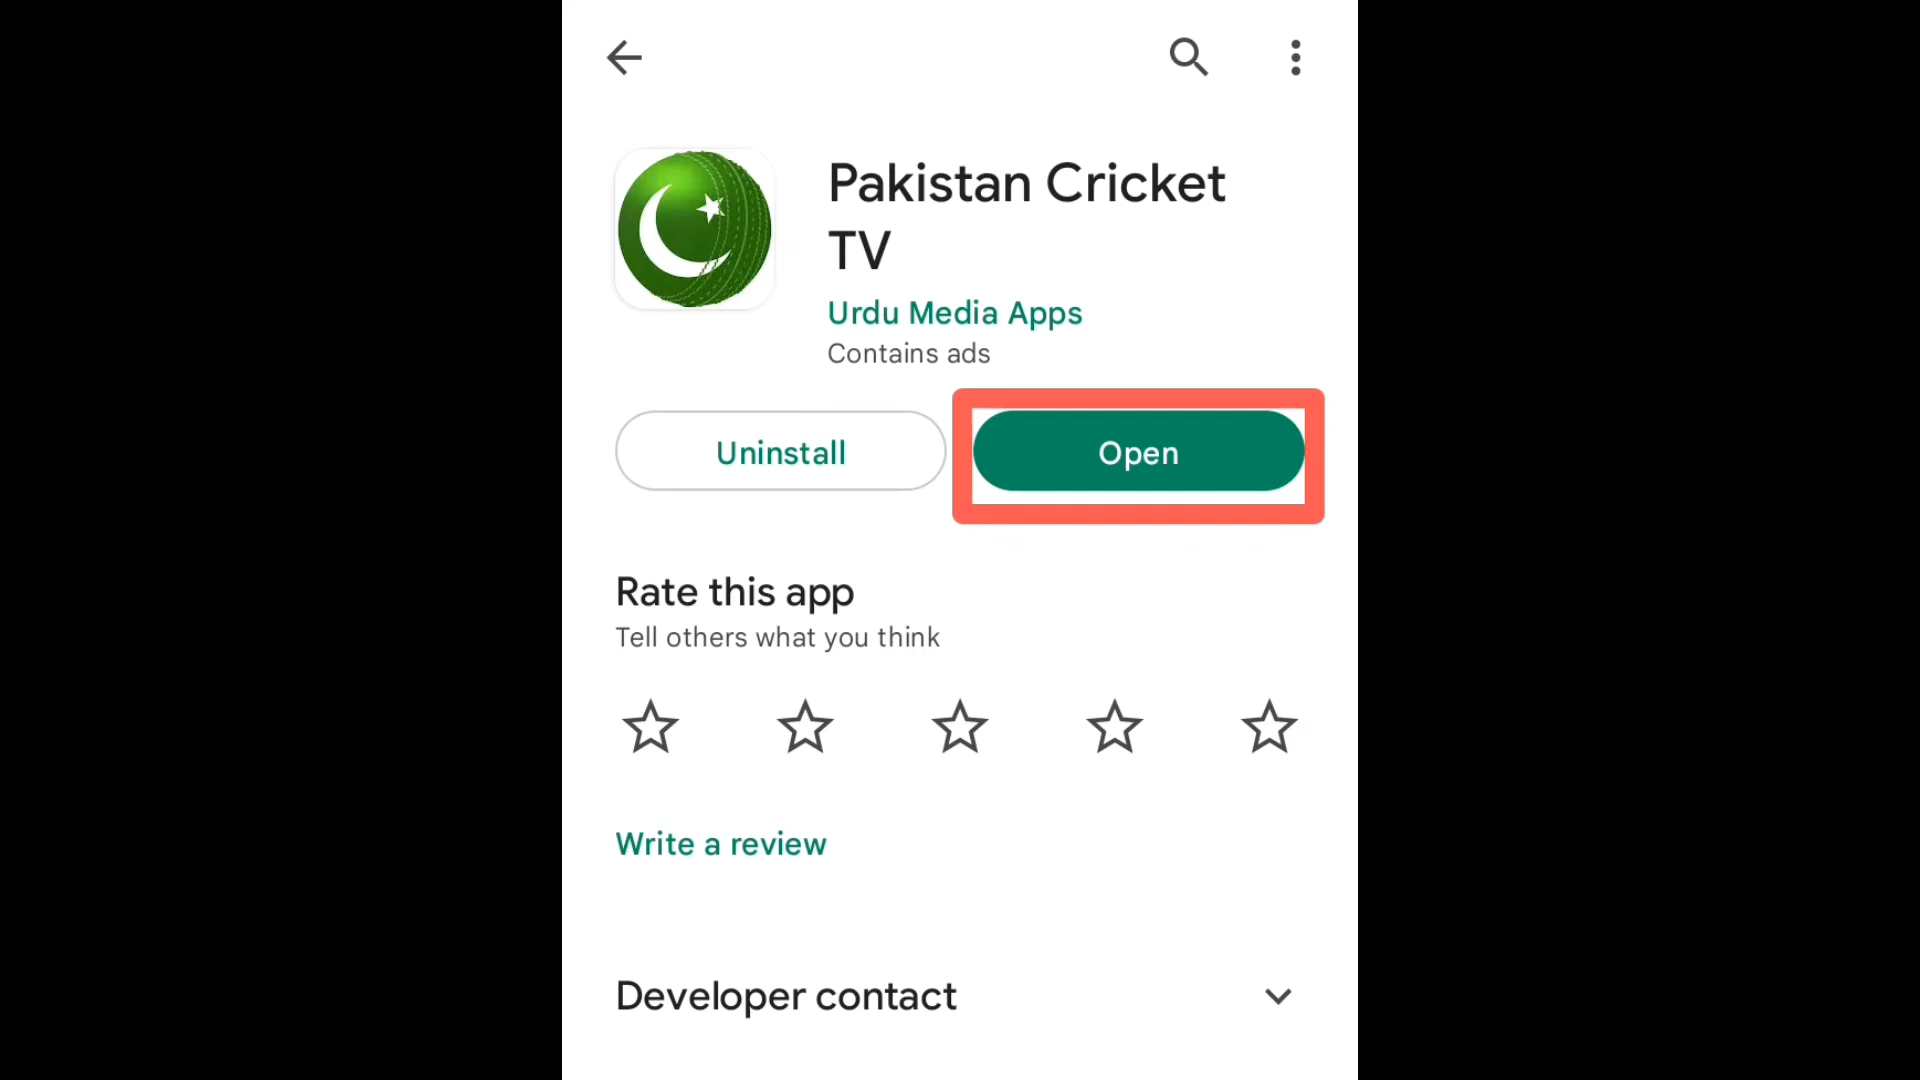 Pakistan Cricket
TV
Urdu Media Apps
Contains ads
Uninstall
Open
Rate this app
Tell others what you think
Write a review
Developer contact